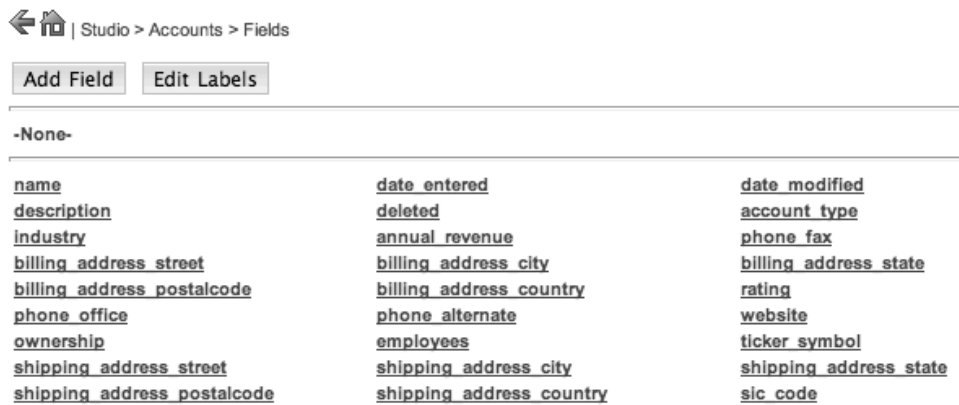 | Studio > Accounts > Fields
Add Field Edit Labels
-None-
name date_entered date_modified
description deleted account_type
industry annual_revenue phone_fax
billing_address_street billing_address_city billing_address_state
billing_address_postalcode billing_address_country rating
phone_office phone_alternate website
ownership employees ticker_symbol
shipping_address_street shipping_address_city shipping_address_state
shipping_address_postalcode shipping_address_country sic_code